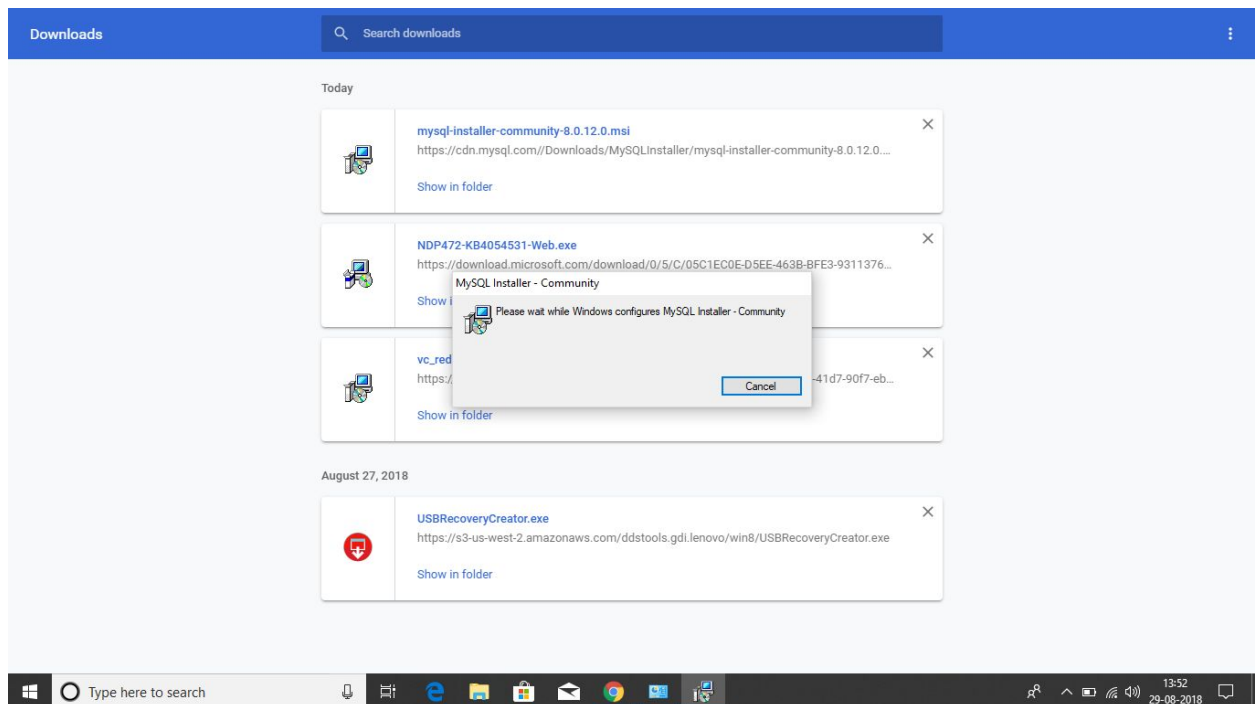 Downloads
Search downloads
Today
mysql-installer-community-8.0.12.0.msi
https://cdn.mysql.com//Downloads/MySQLInstaller/mysql-installer-community-8.0.12.0....
Show in folder
NDP472-KB4054531-Web.exe
https://download.microsoft.com/download/0/5/C/05C1EC0E-D5EE-463B-BFE3-9311376...
Show i
MySQL Installer - Community
Please wait while Windows configures MySQL Installer - Community
Cancel
vc_red
https:/
-41d7-90f7-eb...
Show in folder
August 27, 2018
USBRecoveryCreator.exe
https://s3-us-west-2.amazonaws.com/ddstools.gdi.lenovo/win8/USBRecoveryCreator.exe
Show in folder
Type here to search
13:52
29-08-2018